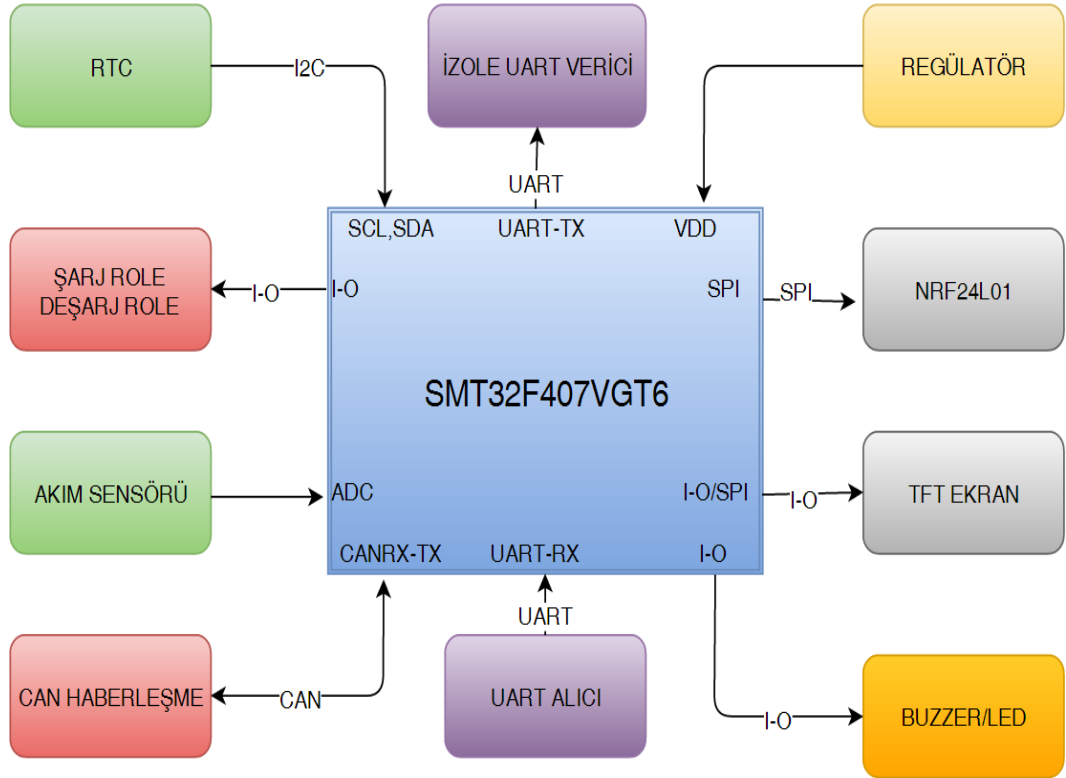 RTC
I2C
İZOLE UART VERİCİ
REGÜLATÖR
UART
SCL,SDA
UART-TX
VDD
ŞARJ ROLE
DEŞARJ ROLE
I-O
I-O
SPI
SPI
NRF24L01
SMT32F407VGT6
AKIM SENSÖRÜ
ADC
I-O/SPI
I-O
TFT EKRAN
CANRX-TX
UART-RX
I-O
UART
CAN HABERLEŞME
CAN
UART ALICI
I-O
BUZZER/LED